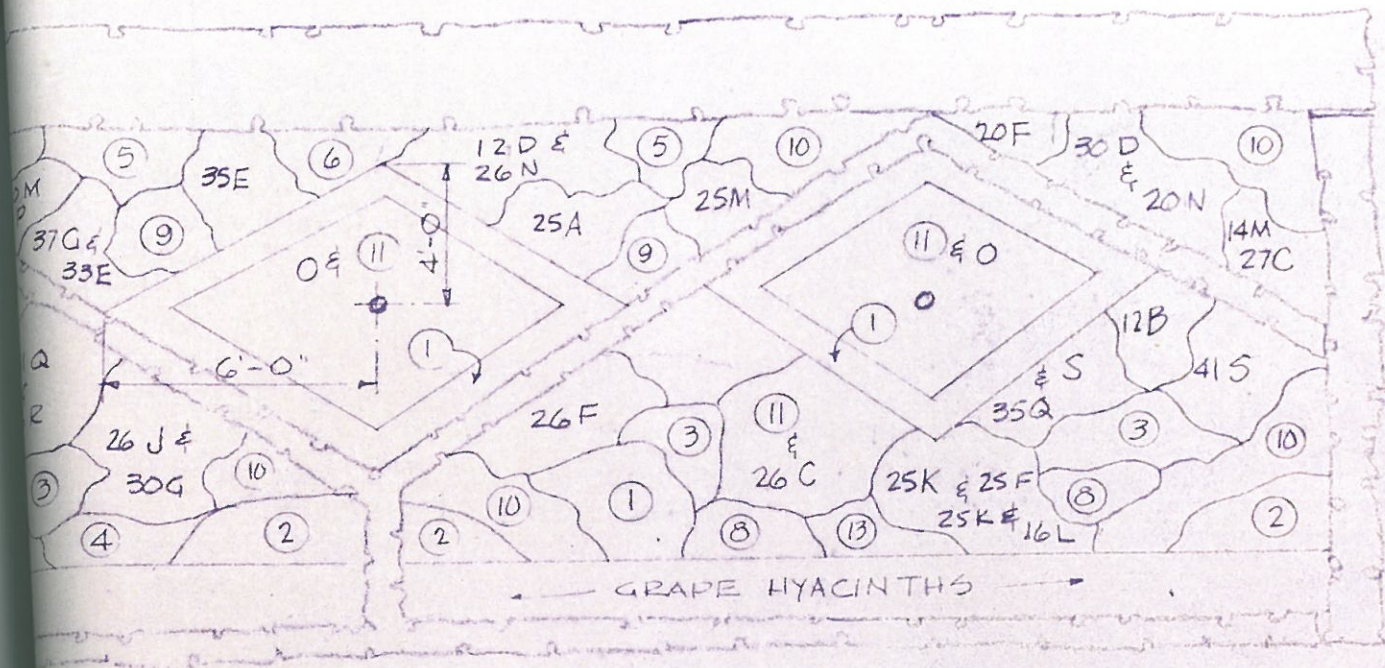 5
35E
6
12 D &
26 N
5
10
20F
30 D
&
20 N
10
14M
27C
37G &
33E
9
25A
25M
9
O & 11
4'-0"
11 & O
1
1
6'-0"
12B
41S
& S
35Q
26 J &
30G
10
26F
3
11
&
26 C
3
10
3
4
2
2
10
1
8
13
25K & 25F
25K &
16L
8
2
GRAPE HYACINTHS